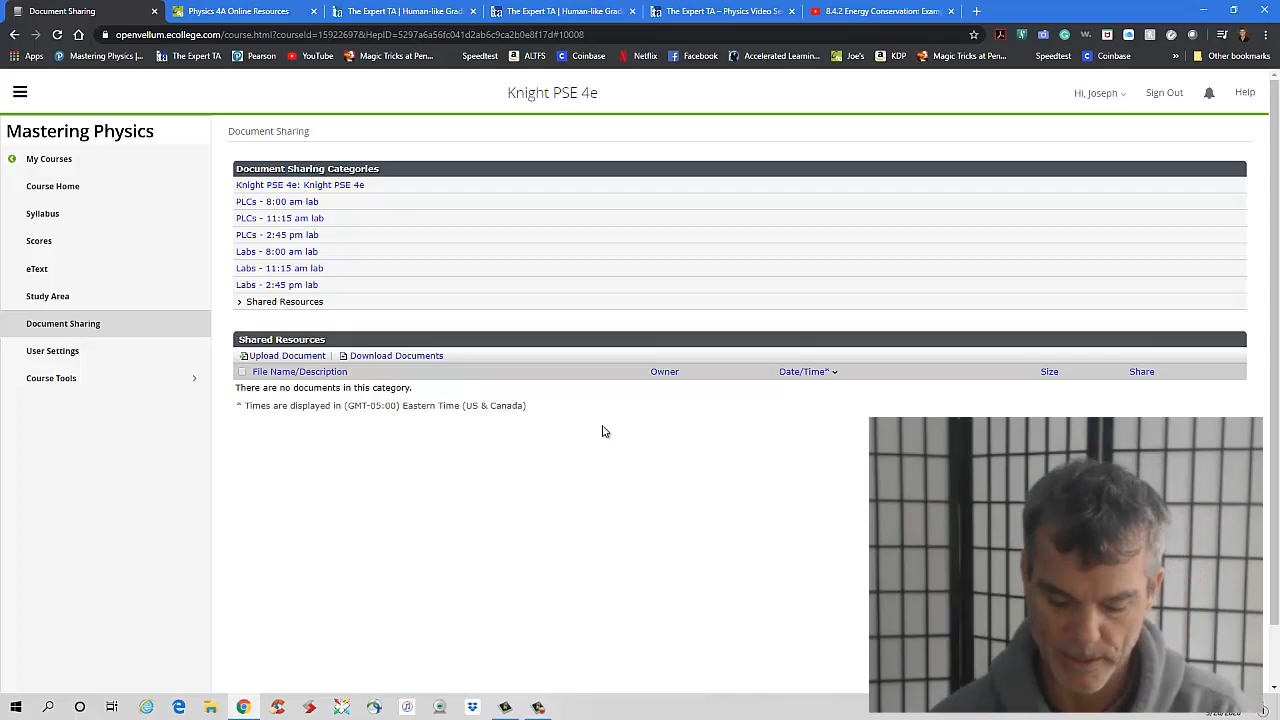 Document Sharing
Physics 4A Online Resources
The Expert TA | Human-like Grad
The Expert TA | Human-like Grad
The Expert TA – Physics Video Se
8.4.2 Energy Conservation: Exam
openvellum.ecollege.com/course.html?courseId=15922697&HepID=5297a6a56fc041d2ab6c9ca2b0e8f17d#10008
Apps
Mastering Physics |...
The Expert TA
Pearson
YouTube
Magic Tricks at Pen...
Speedtest
ALTFS
Coinbase
Netflix
Facebook
Accelerated Learnin...
Joe's
KDP
Magic Tricks at Pen...
Speedtest
Coinbase
»
Other bookmarks
Knight PSE 4e
Hi, Joseph
Sign Out
Help
Mastering Physics
My Courses
Course Home
Syllabus
Scores
eText
Study Area
Document Sharing
User Settings
Course Tools
Document Sharing
Document Sharing Categories
Knight PSE 4e: Knight PSE 4e
PLCs - 8:00 am lab
PLCs - 11:15 am lab
PLCs - 2:45 pm lab
Labs - 8:00 am lab
Labs - 11:15 am lab
Labs - 2:45 pm lab
Shared Resources
Shared Resources
Upload Document | Download Documents
File Name/Description Owner Date/Time* Size Share
There are no documents in this category.
* Times are displayed in (GMT-05:00) Eastern Time (US & Canada)